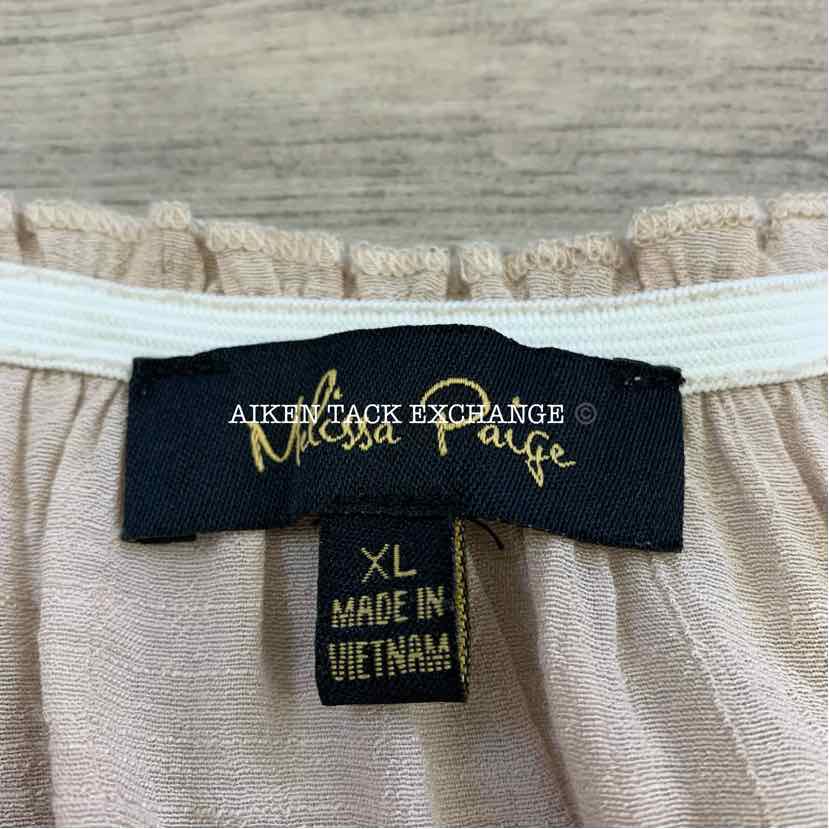 AIKEN TACK EXCHANGE ©
Melissa Paige
XL
MADE IN
VIETNAM